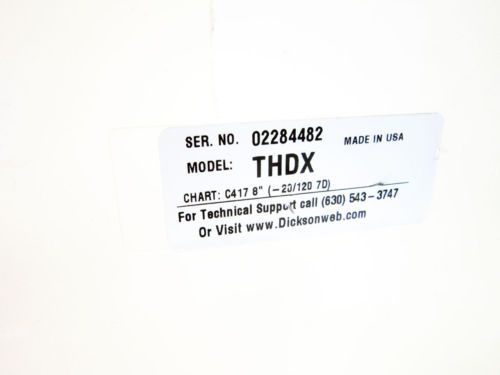 SER. NO. 02284482 MADE IN USA
MODEL: THDX
CHART: C417 8" (-20/120 7D)
For Technical Support call (630) 543-3747
Or Visit www.Dicksonweb.com